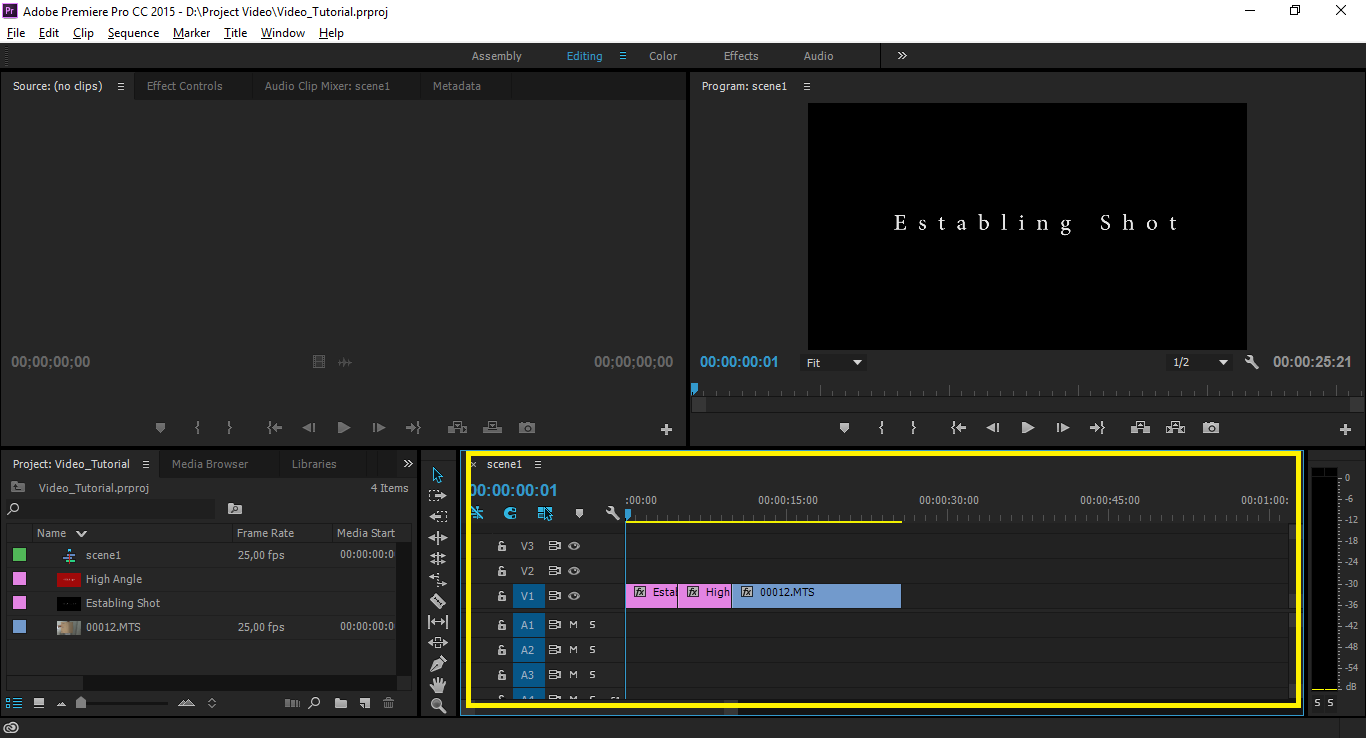 Pr Adobe Premiere Pro CC 2015 - D:\Project Video\Video_Tutorial.prproj
File Edit Clip Sequence Marker Title Window Help
Assembly Editing Color Effects Audio
Source: (no clips) Effect Controls Audio Clip Mixer: scene1 Metadata
Program: scene1
Establing Shot
00;00;00;00 00;00;00;00
00:00:00:01 Fit 1/2 00:00:25:21
Project: Video_Tutorial Media Browser Libraries
Video_Tutorial.prproj 4 Items
Name Frame Rate Media Start
scene1 25,00 fps 00:00:00:0
High Angle
Establing Shot
00012.MTS 25,00 fps 00:00:00:0
× scene1
00:00:00:01
:00:00 00:00:15:00 00:00:30:00 00:00:45:00 00:01:00:
V3
V2
V1 fx Estal fx High fx 00012.MTS
A1 M S
A2 M S
A3 M S
0
-6
-12
-18
-24
-30
-36
-42
-48
-54
dB
S S